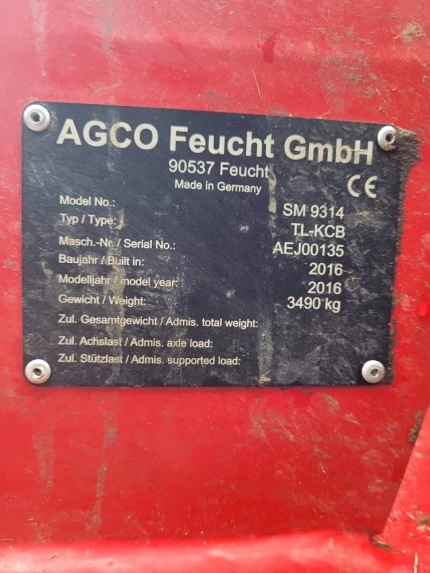 AGCO Feucht GmbH
90537 Feucht
Made in Germany
CE
Model No.: SM 9314
Typ / Type: TL-KCB
Masch.-Nr. / Serial No.: AEJ00135
Baujahr / Built in: 2016
Modelljahr / model year: 2016
Gewicht / Weight: 3490 kg
Zul. Gesamtgewicht / Admis. total weight:
Zul. Achslast / Admis. axle load:
Zul. Stützlast / Admis. supported load: